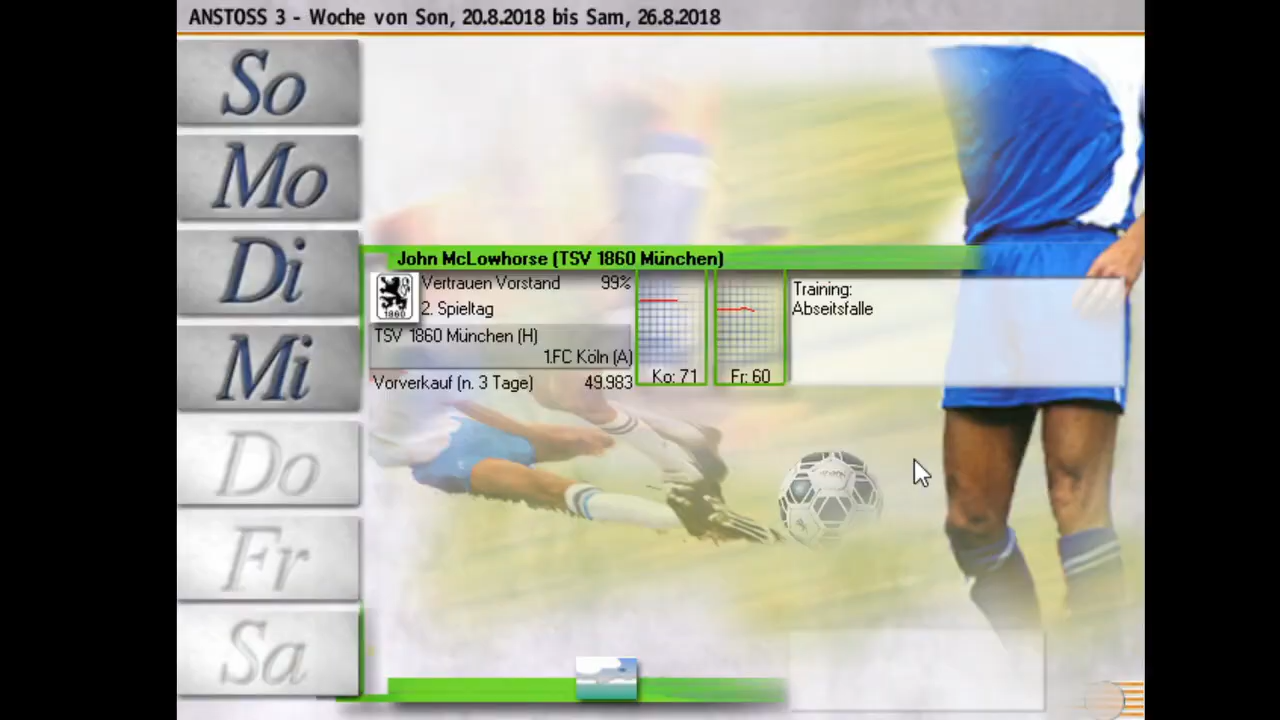 ANSTOSS 3 - Woche von Son, 20.8.2018 bis Sam, 26.8.2018
So
Mo
Di
Mi
Do
Fr
Sa
John McLowhorse (TSV 1860 München)
1860
Vertrauen Vorstand 99%
2. Spieltag
TSV 1860 München (H)
1.FC Köln (A)
Vorverkauf (n. 3 Tage) 49.983
Ko: 71
Fr: 60
Training:
Abseitsfalle